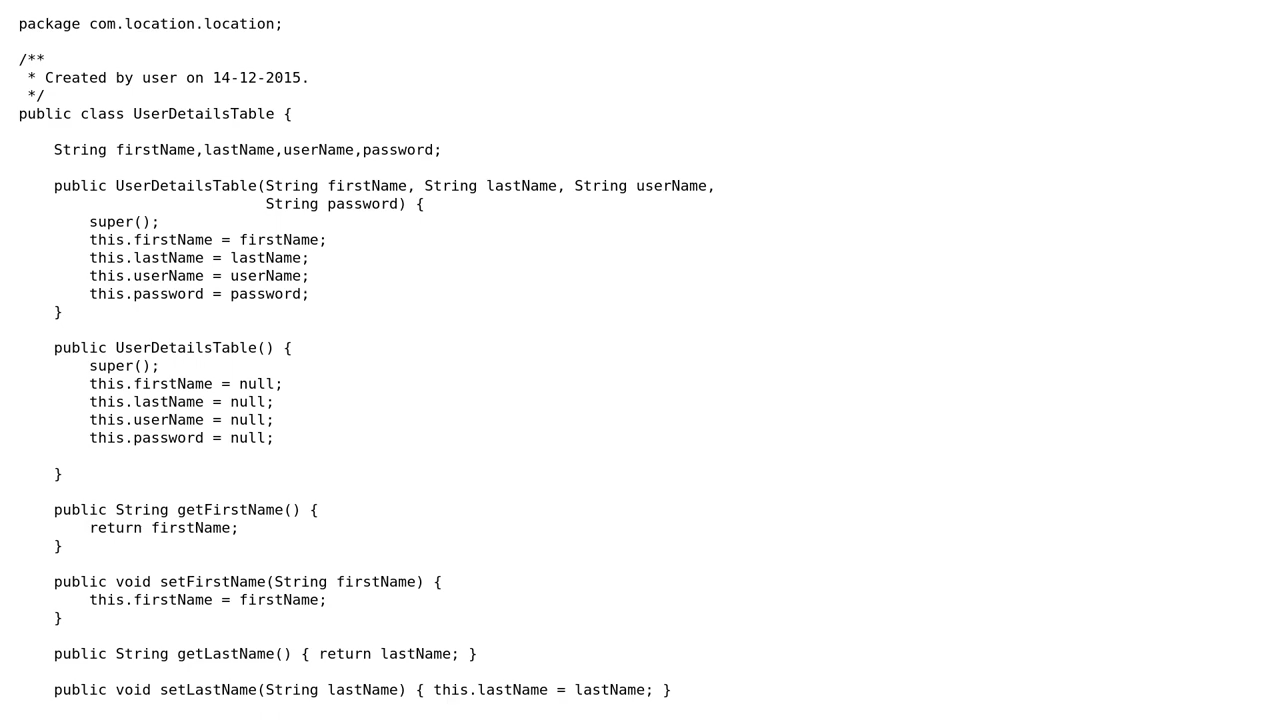 package com.location.location;

/**
 * Created by user on 14-12-2015.
 */
public class UserDetailsTable {

    String firstName,lastName,userName,password;

    public UserDetailsTable(String firstName, String lastName, String userName,
                            String password) {
        super();
        this.firstName = firstName;
        this.lastName = lastName;
        this.userName = userName;
        this.password = password;
    }

    public UserDetailsTable() {
        super();
        this.firstName = null;
        this.lastName = null;
        this.userName = null;
        this.password = null;

    }

    public String getFirstName() {
        return firstName;
    }

    public void setFirstName(String firstName) {
        this.firstName = firstName;
    }

    public String getLastName() { return lastName; }

    public void setLastName(String lastName) { this.lastName = lastName; }